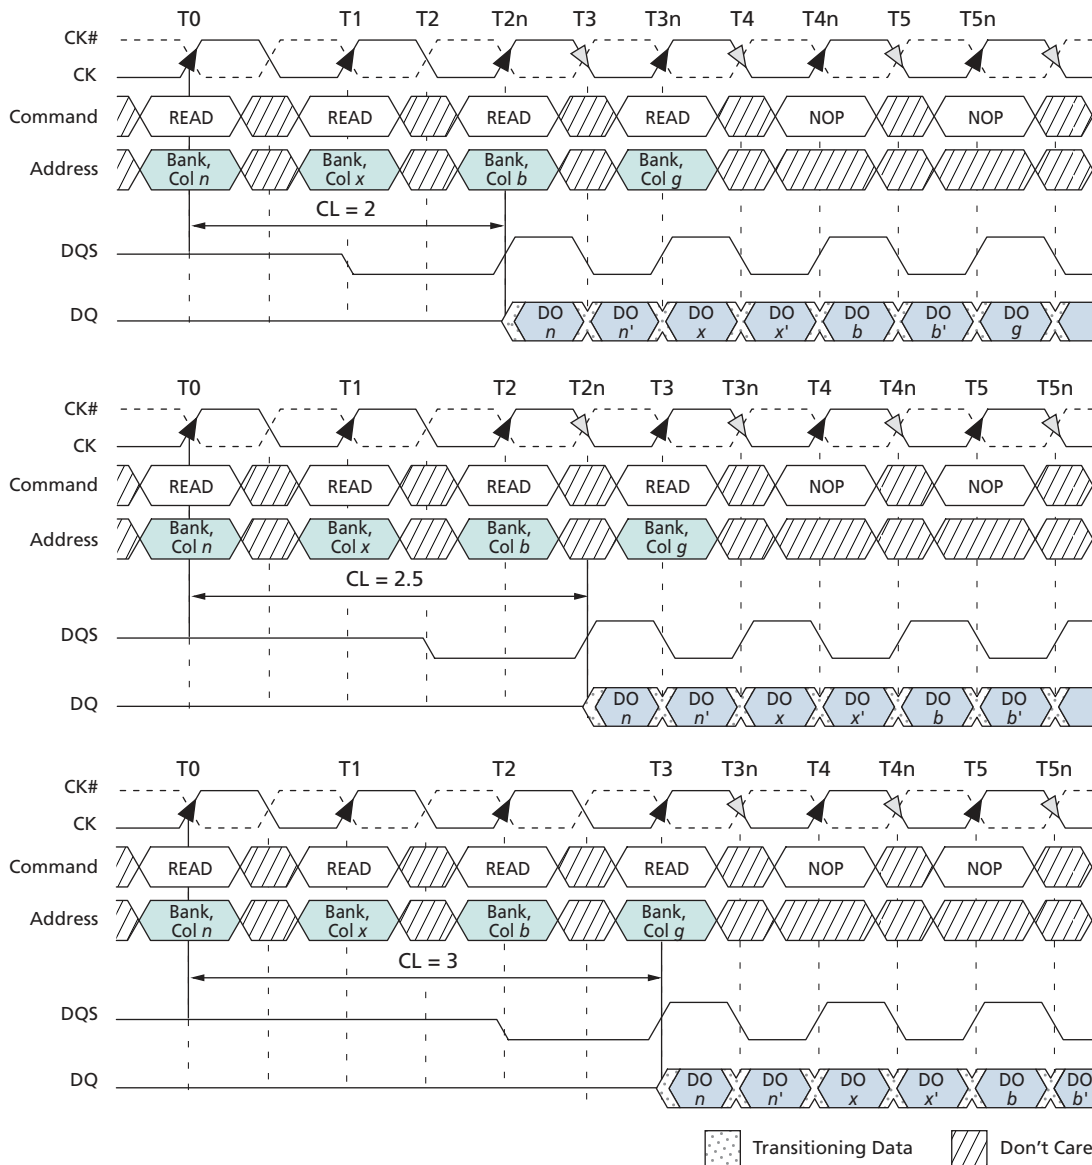 T0 T1 T2 T2n T3 T3n T4 T4n T5 T5n
CK#
CK
Command READ READ READ READ NOP NOP
Address Bank, Col n Bank, Col x Bank, Col b Bank, Col g
CL = 2
DQS
DQ DO n DO n' DO x DO x' DO b DO b' DO g
T0 T1 T2 T2n T3 T3n T4 T4n T5 T5n
CK#
CK
Command READ READ READ READ NOP NOP
Address Bank, Col n Bank, Col x Bank, Col b Bank, Col g
CL = 2.5
DQS
DQ DO n DO n' DO x DO x' DO b DO b'
T0 T1 T2 T3 T3n T4 T4n T5 T5n
CK#
CK
Command READ READ READ READ NOP NOP
Address Bank, Col n Bank, Col x Bank, Col b Bank, Col g
CL = 3
DQS
DQ DO n DO n' DO x DO x' DO b DO b'
Transitioning Data Don't Care